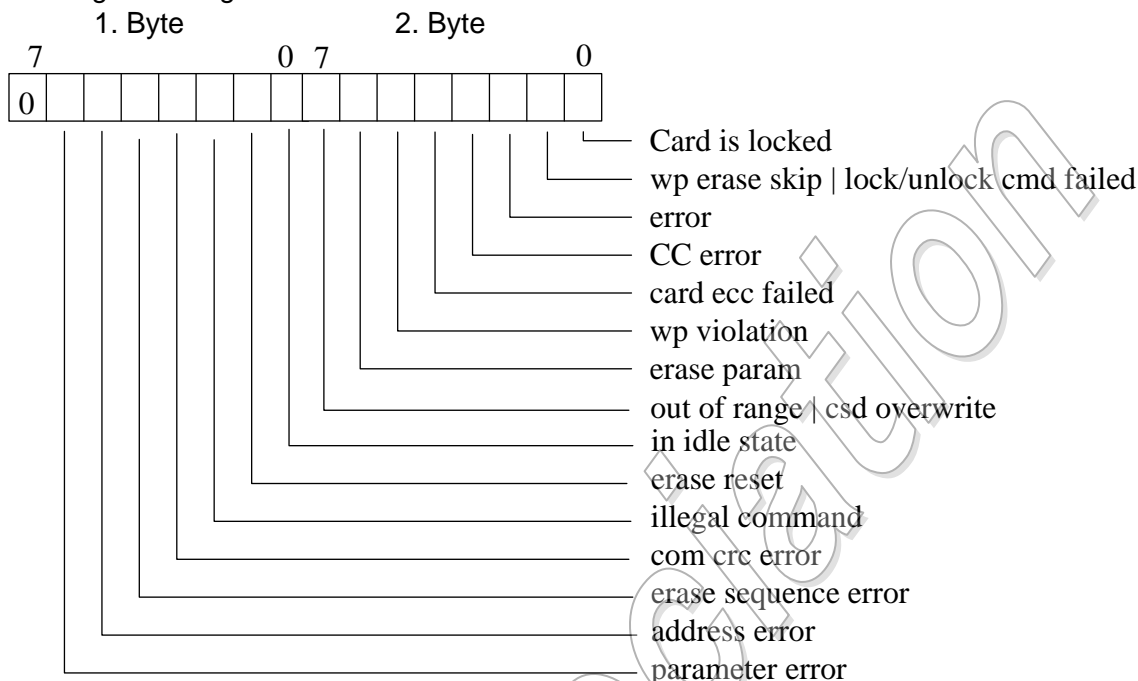 1. Byte 2. Byte
7 0 7 0
0
Card is locked
wp erase skip | lock/unlock cmd failed
error
CC error
card ecc failed
wp violation
erase param
out of range | csd overwrite
in idle state
erase reset
illegal command
com crc error
erase sequence error
address error
parameter error
ciation